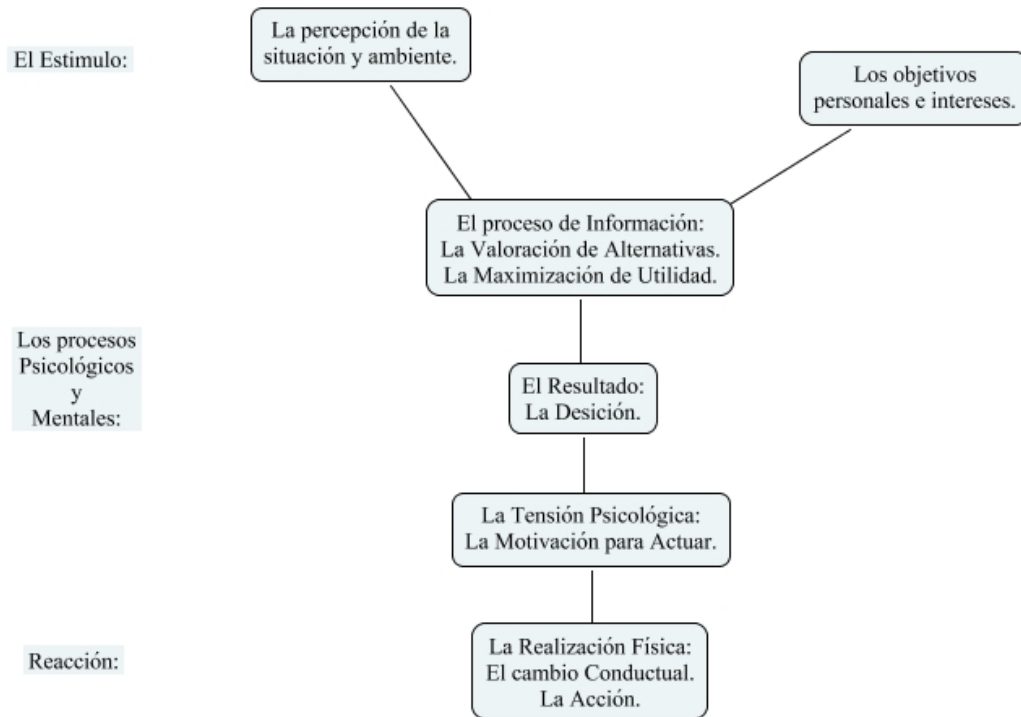 La percepción de la
situación y ambiente.
El Estimulo:
Los objetivos
personales e intereses.
El proceso de Información:
La Valoración de Alternativas.
La Maximización de Utilidad.
Los procesos
Psicológicos
y
Mentales:
El Resultado:
La Desición.
La Tensión Psicológica:
La Motivación para Actuar.
Reacción:
La Realización Física:
El cambio Conductual.
La Acción.